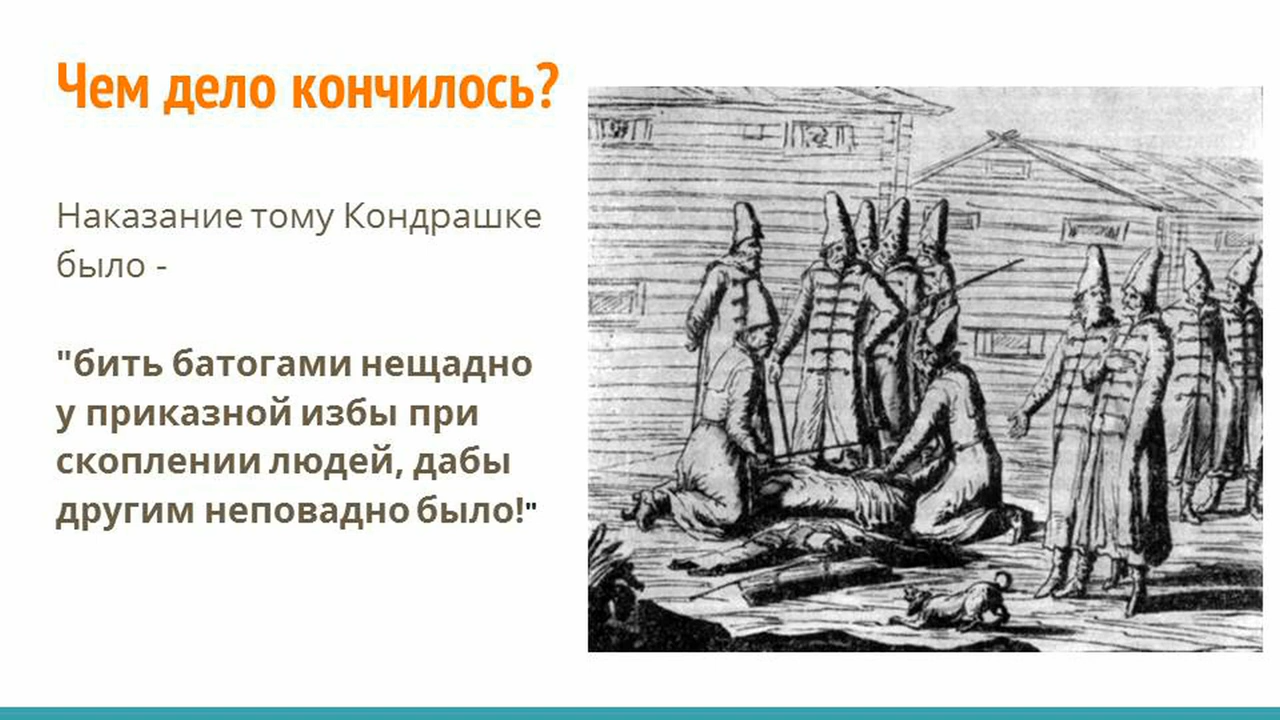 Чем дело кончилось?
Наказание тому Кондрашке
было -
"бить батогами нещадно
у приказной избы при
скоплении людей, дабы
другим неповадно было!"